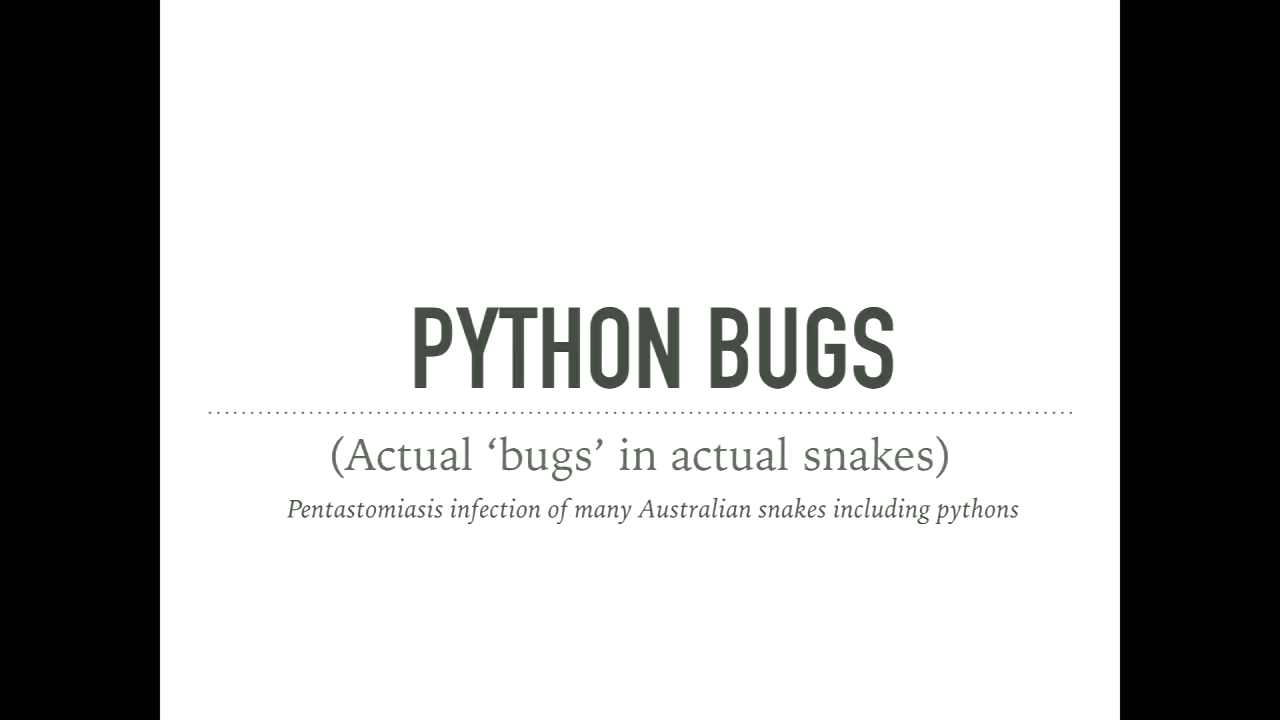 PYTHON BUGS
(Actual ‘bugs’ in actual snakes)
Pentastomiasis infection of many Australian snakes including pythons